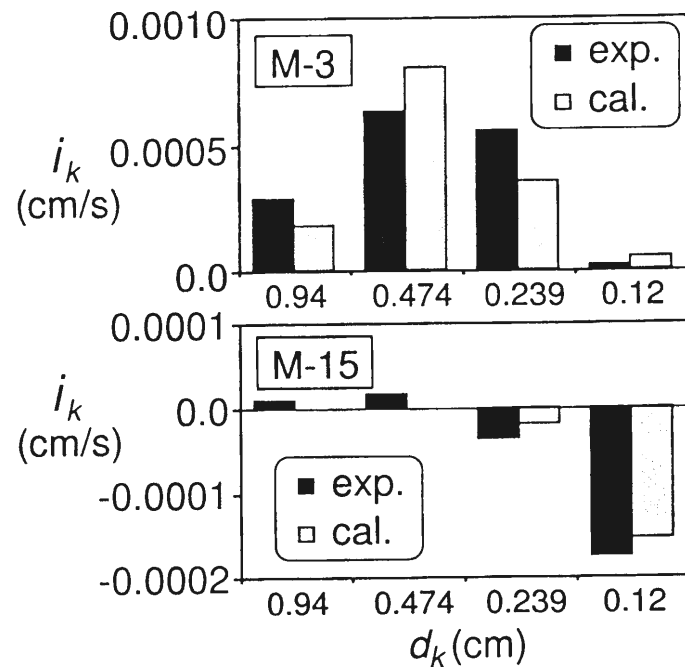 0.0010
M-3
■ exp.
□ cal.
i_k
(cm/s)
0.0005
0.0
0.94 0.474 0.239 0.12
0.0001
M-15
i_k
(cm/s)
0.0
-0.0001
■ exp.
□ cal.
-0.0002
0.94 0.474 0.239 0.12
d_k (cm)